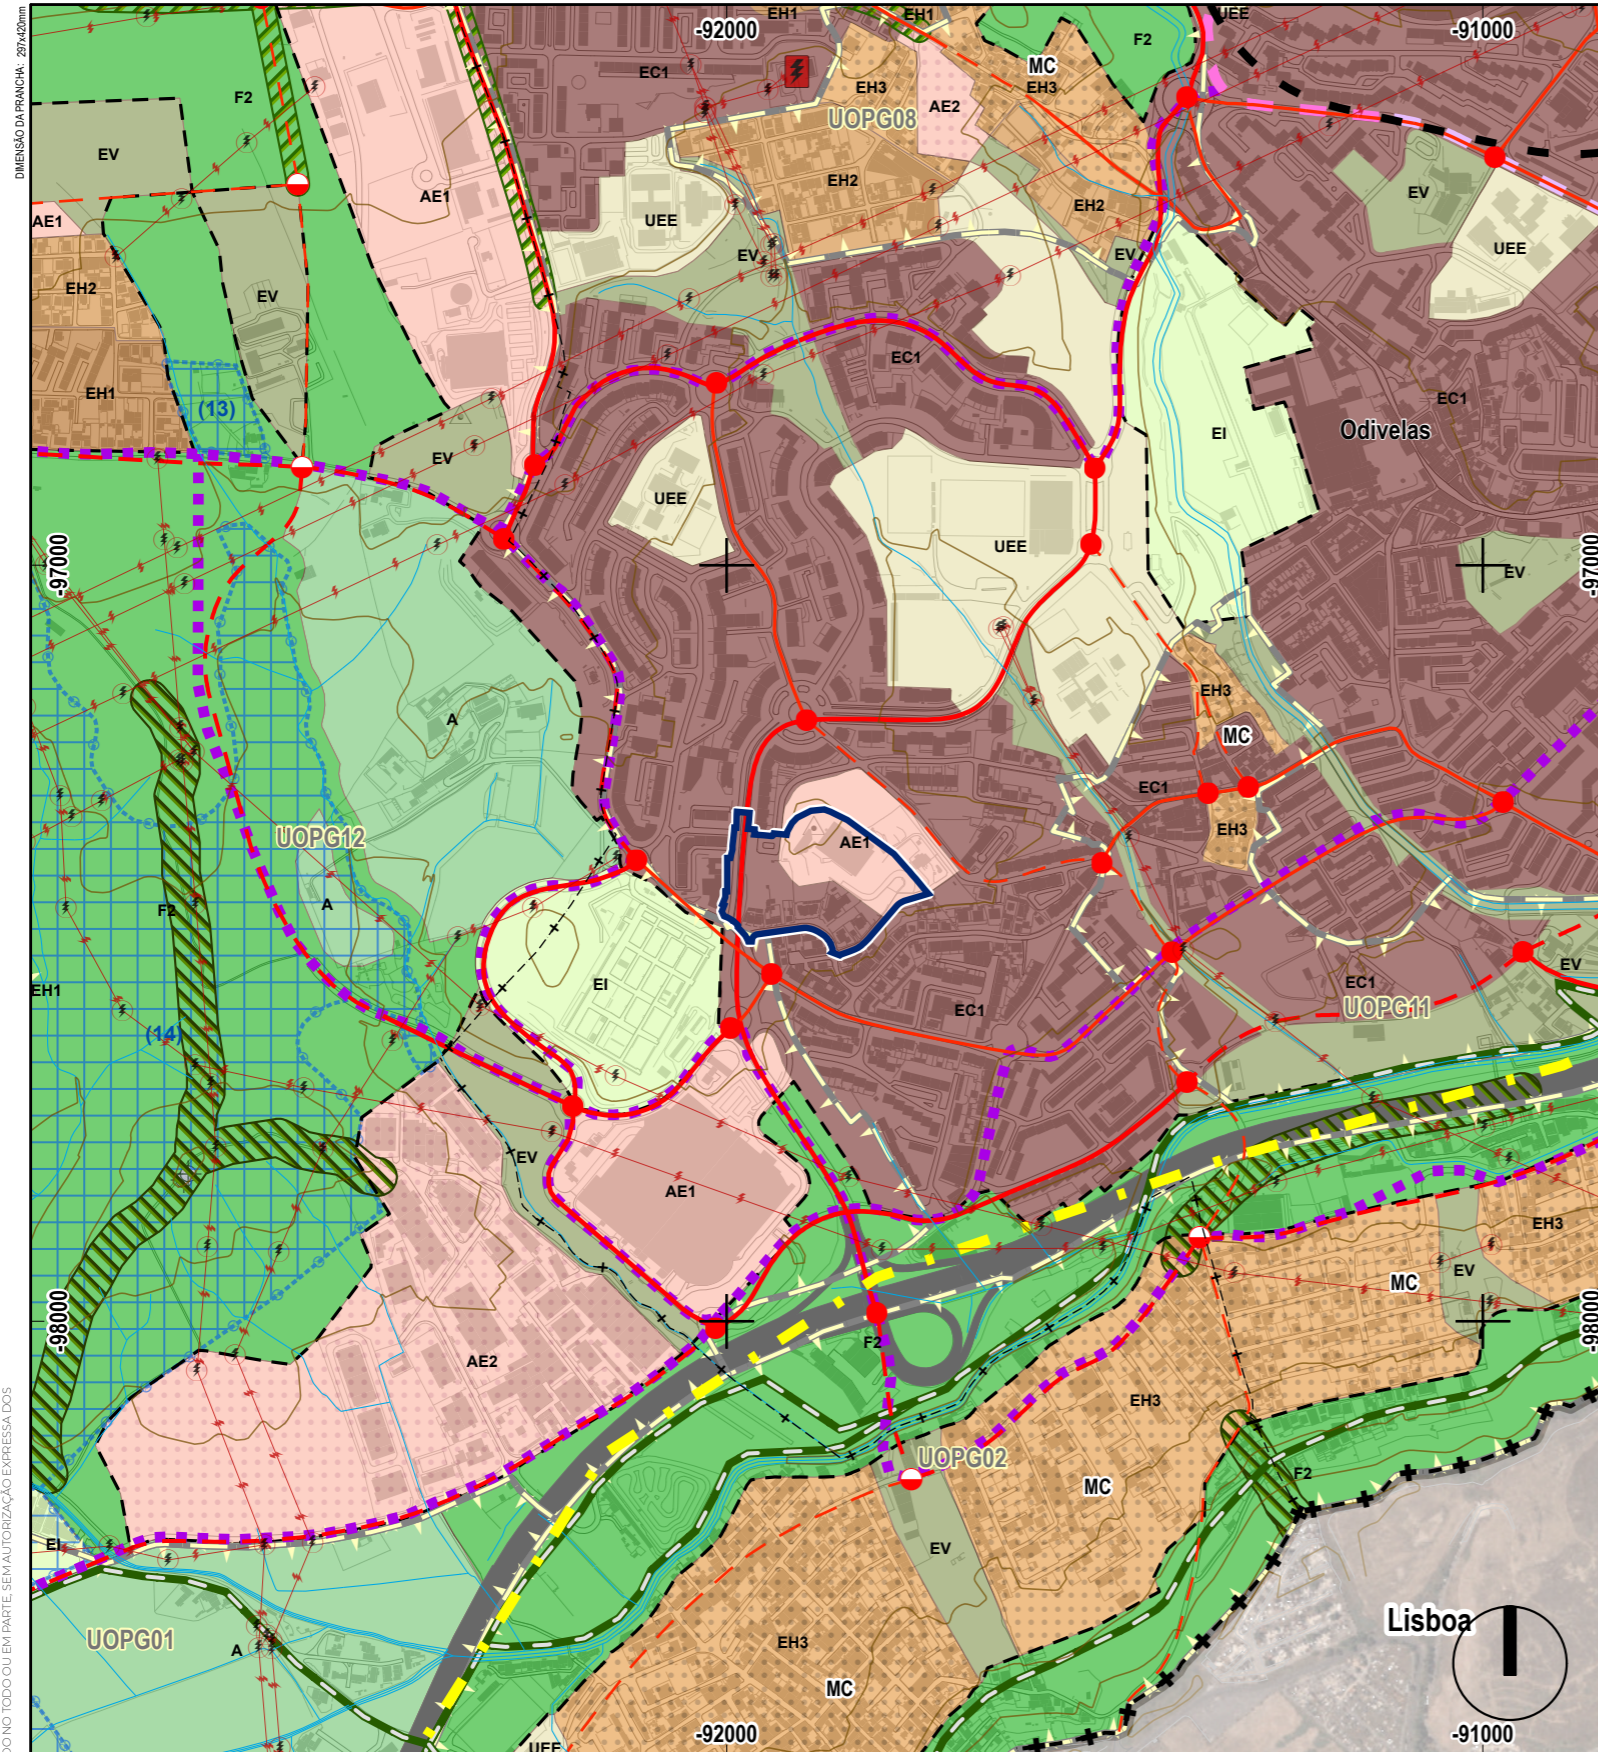 DIMENSÃO DA PRANCHA: 297x420mm
-92000
-91000
EH1
EH1
UEE
F2
MC
EC1
EH3
EH3
F2
AE2
UOPG08
EV
EH2
EV
AE1
UEE
EH2
AE1
EV
EV
UEE
EH2
EV
EC1
EH1
EC1
(13)
EI
Odivelas
EV
UEE
UEE
-97000
EV
-97000
EH3
A
MC
EC1
UOPG12
EH3
AE1
A
F2
EI
EC1
EC1
EV
EH1
UOPG11
(14)
EV
AE1
EH3
MC
EV
-98000
-98000
F2
AE2
EH3
UOPG02
F2
MC
EI
EV
UOPG01
A
EH3
Lisboa
MC
-92000
-91000
UEE
DO NO TODO OU EM PARTE, SEM AUTORIZAÇÃO EXPRESSA DOS